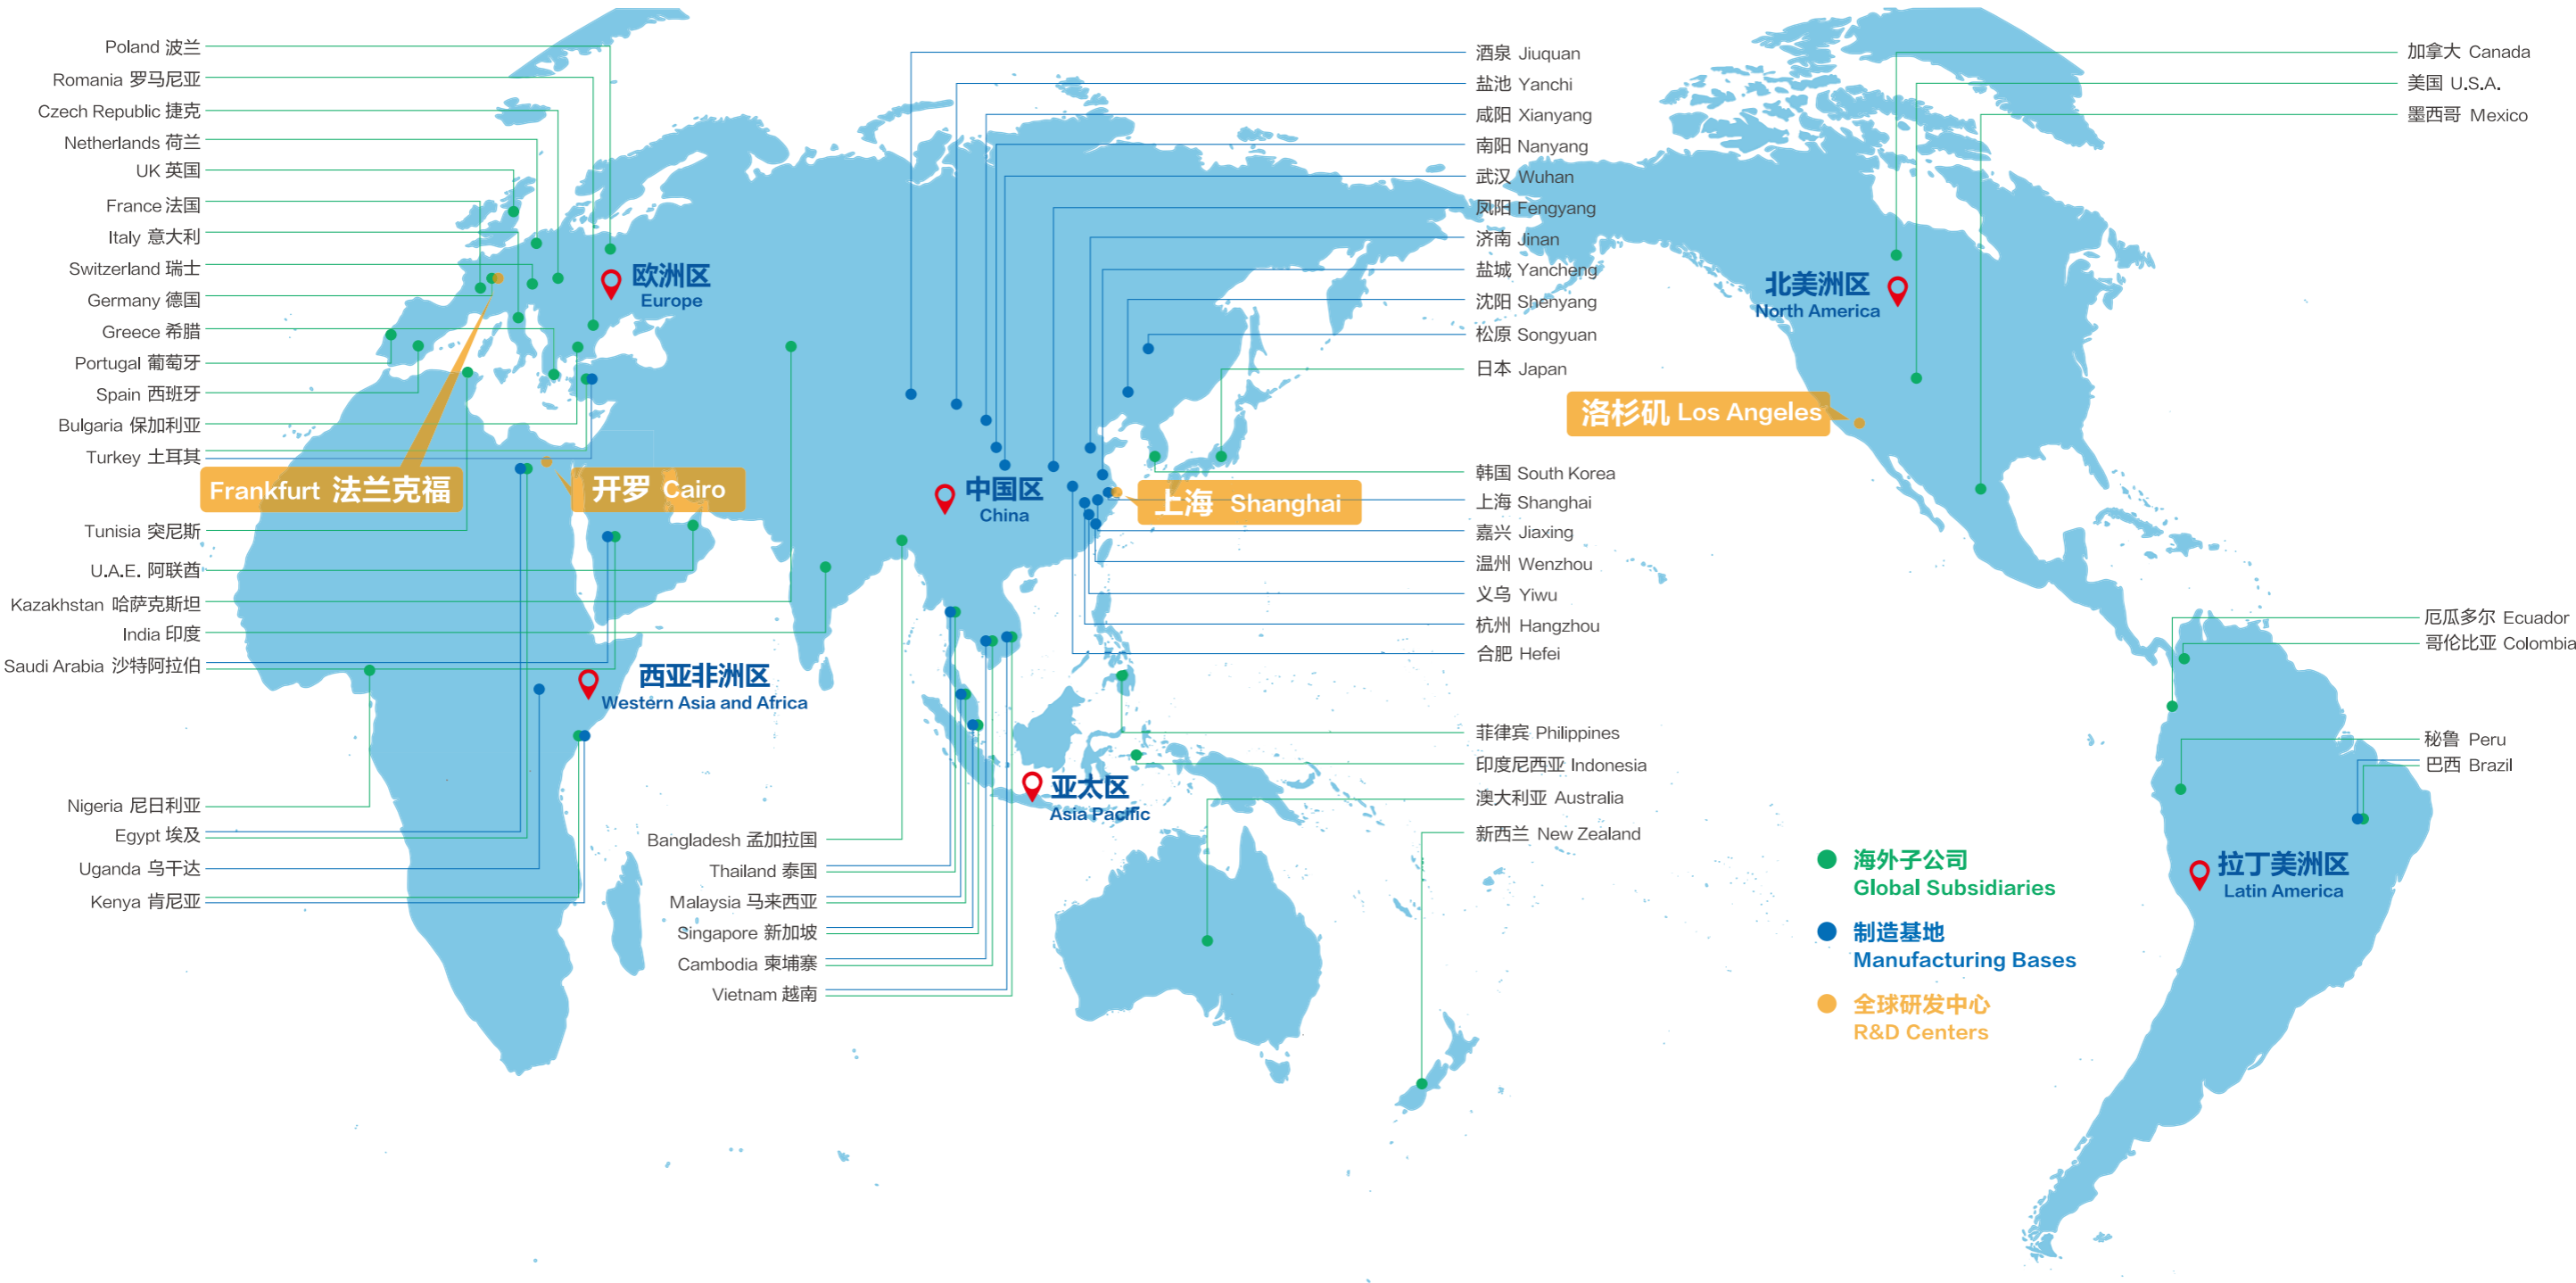 Poland 波兰
Romania 罗马尼亚
Czech Republic 捷克
Netherlands 荷兰
UK 英国
France 法国
Italy 意大利
Switzerland 瑞士
Germany 德国
Greece 希腊
Portugal 葡萄牙
Spain 西班牙
Bulgaria 保加利亚
Turkey 土耳其
Frankfurt 法兰克福
开罗 Cairo
Tunisia 突尼斯
U.A.E. 阿联酋
Kazakhstan 哈萨克斯坦
India 印度
Saudi Arabia 沙特阿拉伯
Nigeria 尼日利亚
Egypt 埃及
Uganda 乌干达
Kenya 肯尼亚
欧洲区
Europe
西亚非洲区
Western Asia and Africa
中国区
China
亚太区
Asia Pacific
Bangladesh 孟加拉国
Thailand 泰国
Malaysia 马来西亚
Singapore 新加坡
Cambodia 柬埔寨
Vietnam 越南
酒泉 Jiuquan
盐池 Yanchi
咸阳 Xianyang
南阳 Nanyang
武汉 Wuhan
凤阳 Fengyang
济南 Jinan
盐城 Yancheng
沈阳 Shenyang
松原 Songyuan
日本 Japan
韩国 South Korea
上海 Shanghai
上海 Shanghai
嘉兴 Jiaxing
温州 Wenzhou
义乌 Yiwu
杭州 Hangzhou
合肥 Hefei
菲律宾 Philippines
印度尼西亚 Indonesia
澳大利亚 Australia
新西兰 New Zealand
加拿大 Canada
美国 U.S.A.
墨西哥 Mexico
北美洲区
North America
洛杉矶 Los Angeles
厄瓜多尔 Ecuador
哥伦比亚 Colombia
秘鲁 Peru
巴西 Brazil
拉丁美洲区
Latin America
海外子公司
Global Subsidiaries
制造基地
Manufacturing Bases
全球研发中心
R&D Centers